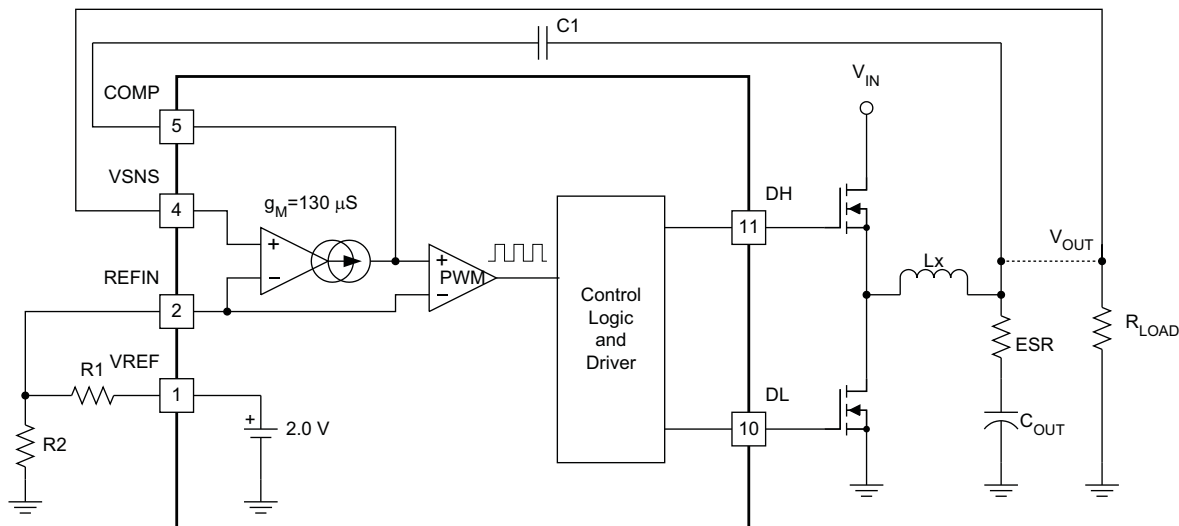 C1
V_IN
COMP
5
VSNS
4
g_M=130 μS
DH
11
V_OUT
+
−
+
PWM
−
Lx
REFIN
2
Control
Logic
and
Driver
R_LOAD
ESR
R1
VREF
1
DL
10
+
2.0 V
C_OUT
R2